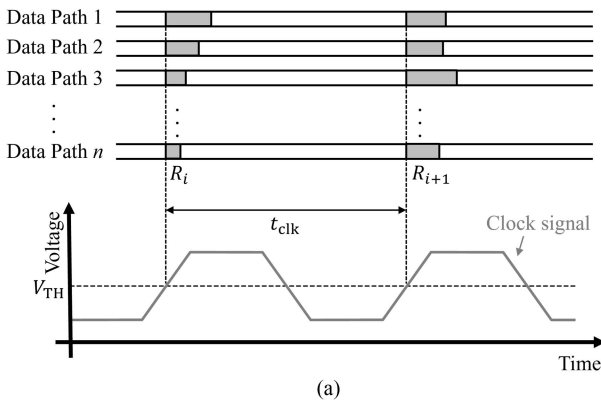 Data Path 1
Data Path 2
Data Path 3
⋮ ⋮ ⋮
Data Path n
R_i R_{i+1}
t_clk
Clock signal
Voltage
V_TH
Time
(a)